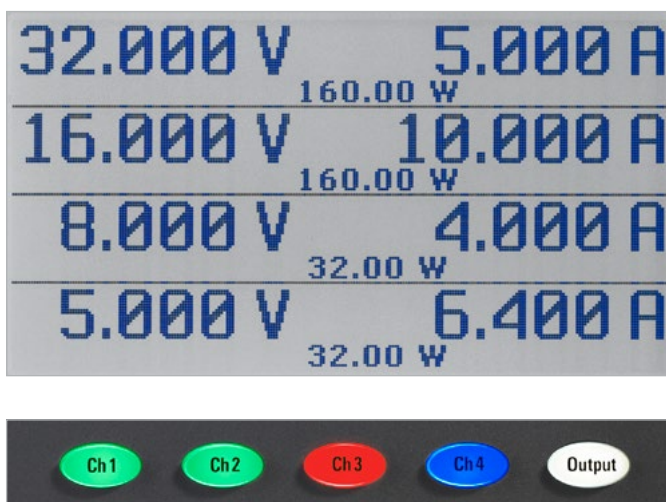 32.000 V 5.000 A
160.00 W
16.000 V 10.000 A
160.00 W
8.000 V 4.000 A
32.00 W
5.000 V 6.400 A
32.00 W
Ch1 Ch2 Ch3 Ch4 Output